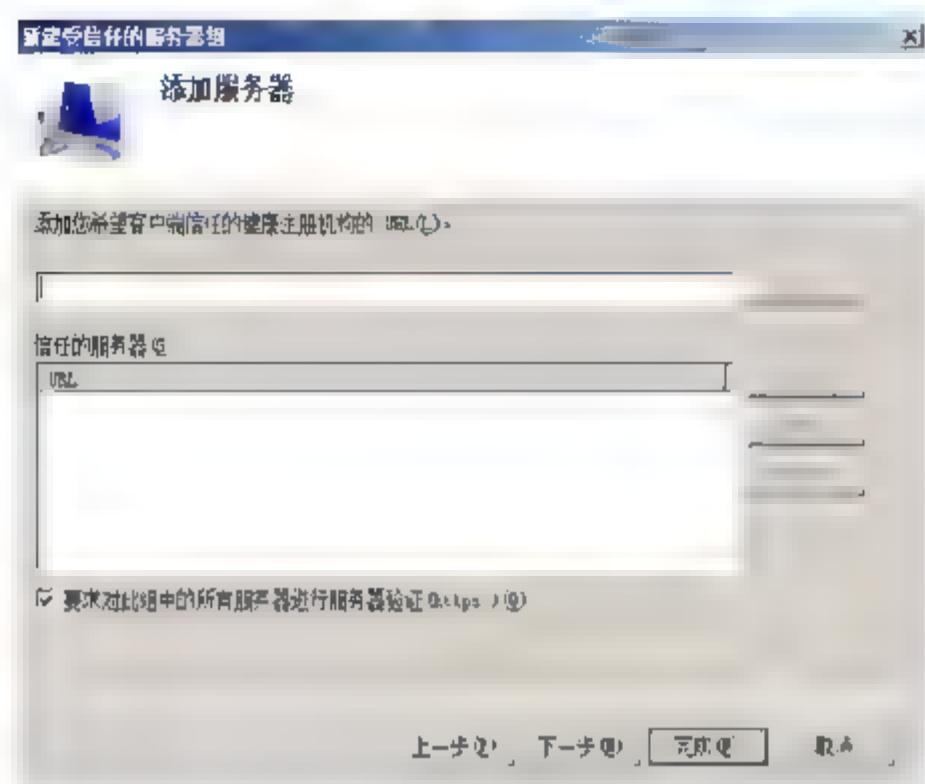 新建受信任的服务器组
添加服务器
添加您希望客户端信任的健康注册机构的 URL(L):
信任的服务器
URL
要求对此组中的所有服务器进行服务器验证(https:)
上一步
下一步
完成
取消